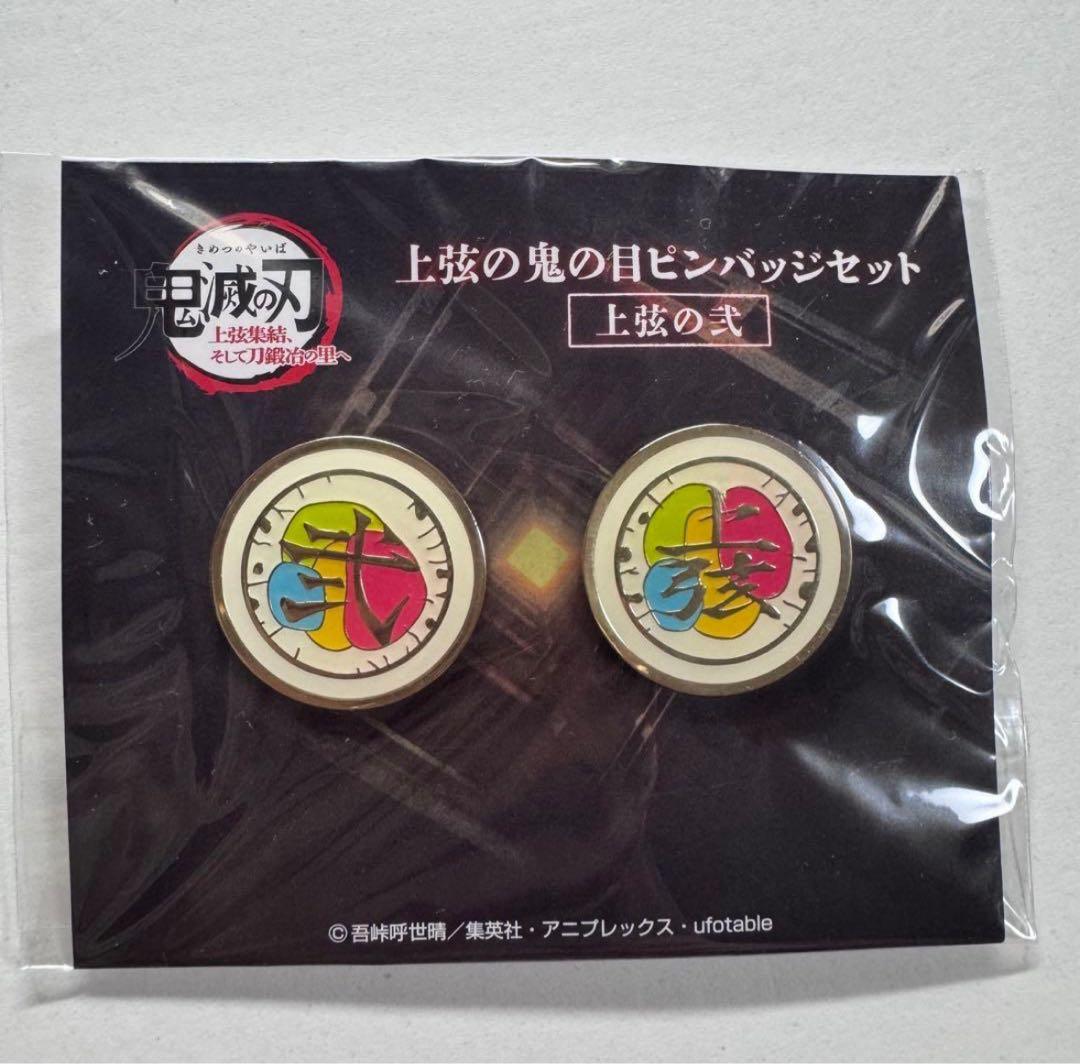 きめつのやいば
鬼滅の刃
上弦集結、
そして刀鍛冶の里へ
上弦の鬼の目ピンバッジセット
上弦の弐
弐
上弦
©吾峠呼世晴／集英社・アニプレックス・ufotable